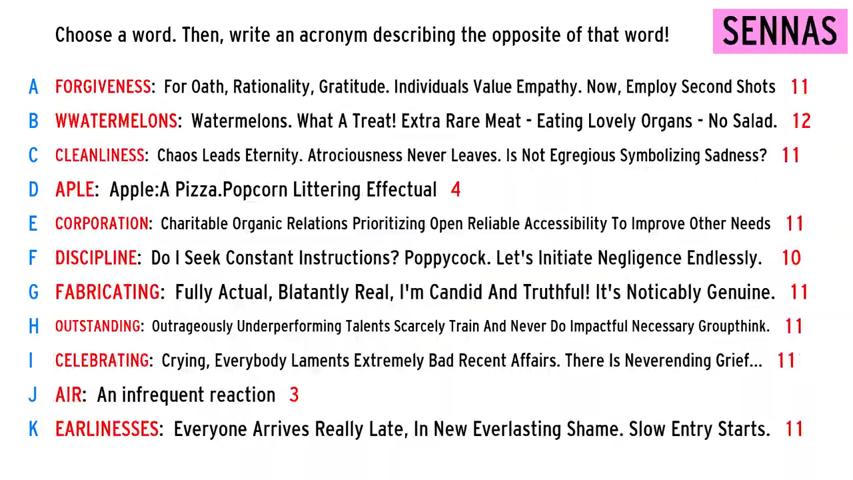 Choose a word. Then, write an acronym describing the opposite of that word!
SENNAS
A FORGIVENESS: For Oath, Rationality, Gratitude. Individuals Value Empathy. Now, Employ Second Shots 11
B WWATERMELONS: Watermelons. What A Treat! Extra Rare Meat - Eating Lovely Organs - No Salad. 12
C CLEANLINESS: Chaos Leads Eternity. Atrociousness Never Leaves. Is Not Egregious Symbolizing Sadness? 11
D APLE: Apple:A Pizza.Popcorn Littering Effectual 4
E CORPORATION: Charitable Organic Relations Prioritizing Open Reliable Accessibility To Improve Other Needs 11
F DISCIPLINE: Do I Seek Constant Instructions? Poppycock. Let's Initiate Negligence Endlessly. 10
G FABRICATING: Fully Actual, Blatantly Real, I'm Candid And Truthful! It's Noticably Genuine. 11
H OUTSTANDING: Outrageously Underperforming Talents Scarcely Train And Never Do Impactful Necessary Groupthink. 11
I CELEBRATING: Crying, Everybody Laments Extremely Bad Recent Affairs. There Is Neverending Grief... 11
J AIR: An infrequent reaction 3
K EARLINESSES: Everyone Arrives Really Late, In New Everlasting Shame. Slow Entry Starts. 11